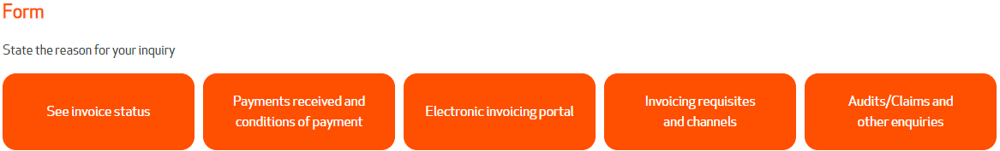 Form
State the reason for your inquiry
See invoice status
Payments received and
conditions of payment
Electronic invoicing portal
Invoicing requisites
and channels
Audits/Claims and
other enquiries